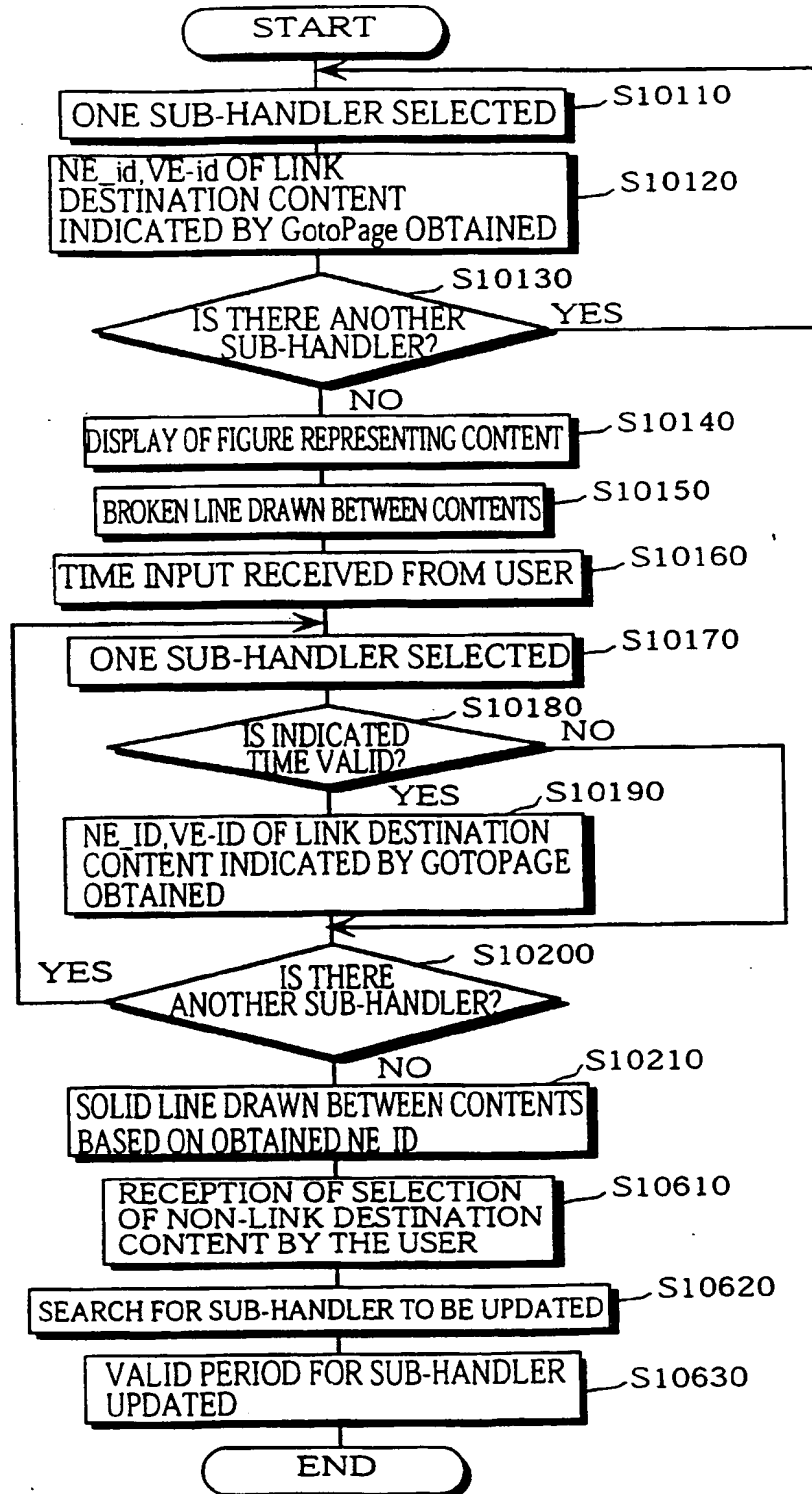 START
ONE SUB-HANDLER SELECTED
S10110
NE_id,VE-id OF LINK
DESTINATION CONTENT
INDICATED BY GotoPage OBTAINED
S10120
S10130
IS THERE ANOTHER
SUB-HANDLER?
YES
NO
DISPLAY OF FIGURE REPRESENTING CONTENT
S10140
BROKEN LINE DRAWN BETWEEN CONTENTS
S10150
TIME INPUT RECEIVED FROM USER
S10160
ONE SUB-HANDLER SELECTED
S10170
S10180
IS INDICATED
TIME VALID?
NO
YES
S10190
NE_ID,VE-ID OF LINK DESTINATION
CONTENT INDICATED BY GOTOPAGE
OBTAINED
S10200
YES
IS THERE
ANOTHER SUB-HANDLER?
NO
S10210
SOLID LINE DRAWN BETWEEN CONTENTS
BASED ON OBTAINED NE_ID
RECEPTION OF SELECTION
OF NON-LINK DESTINATION
CONTENT BY THE USER
S10610
SEARCH FOR SUB-HANDLER TO BE UPDATED
S10620
VALID PERIOD FOR SUB-HANDLER
UPDATED
S10630
END